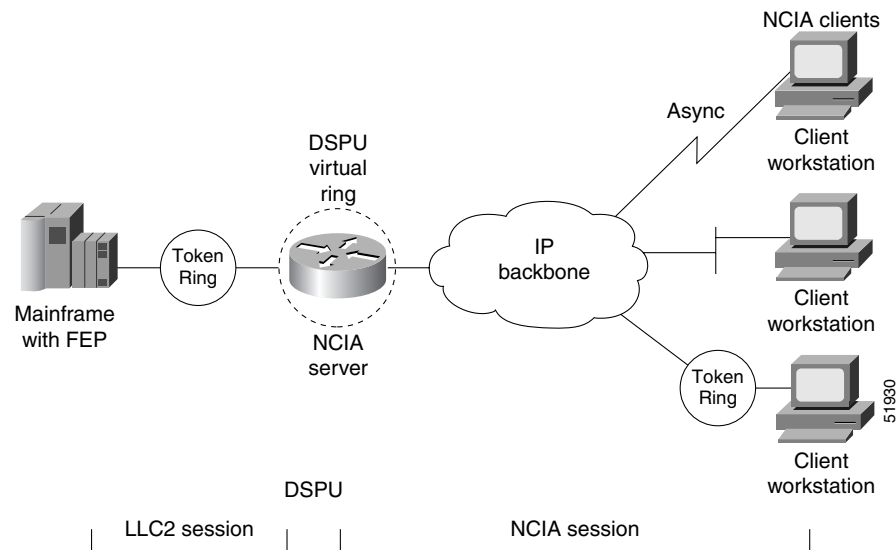 NCIA clients
Async
Client
workstation
DSPU
virtual
ring
Token
Ring
IP
backbone
Mainframe
with FEP
NCIA
server
Client
workstation
Token
Ring
51930
Client
workstation
DSPU
LLC2 session
NCIA session